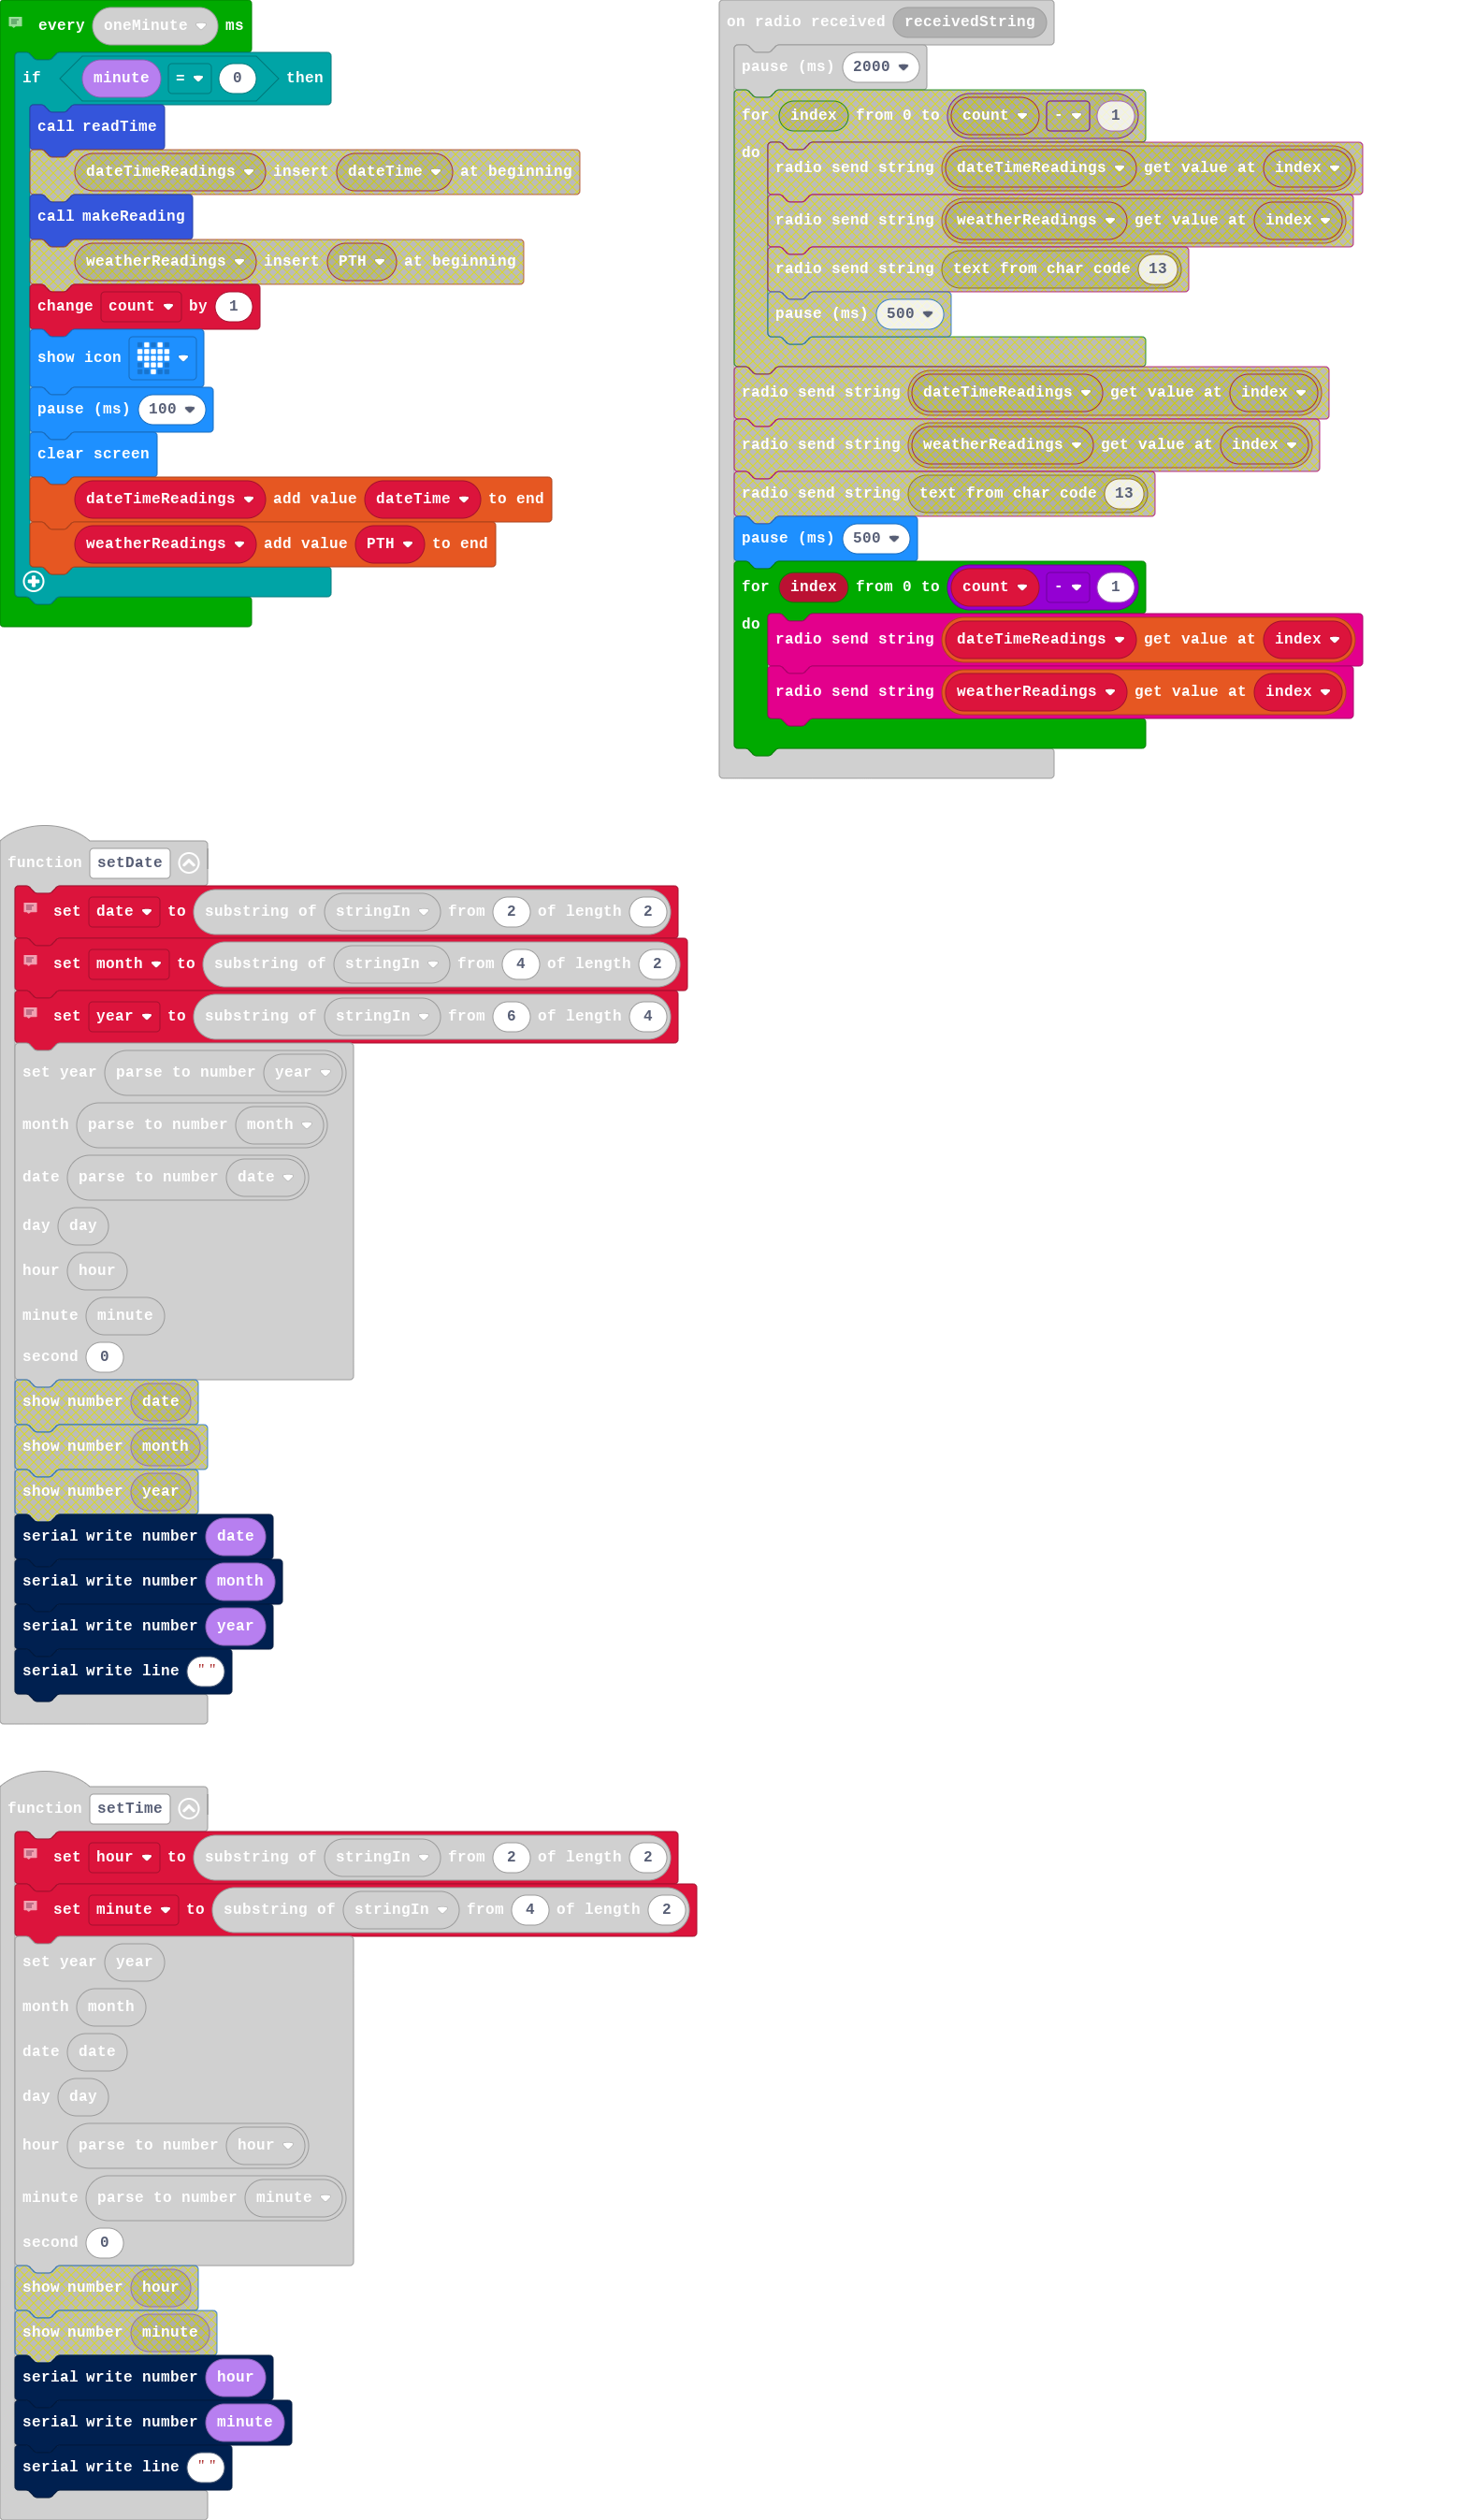 every oneMinute ms
if minute = 0 then
call readTime
dateTimeReadings insert dateTime at beginning
call makeReading
weatherReadings insert PTH at beginning
change count by 1
show icon
pause (ms) 100
clear screen
dateTimeReadings add value dateTime to end
weatherReadings add value PTH to end
on radio received receivedString
pause (ms) 2000
for index from 0 to count - 1
do
radio send string dateTimeReadings get value at index
radio send string weatherReadings get value at index
radio send string text from char code 13
pause (ms) 500
radio send string dateTimeReadings get value at index
radio send string weatherReadings get value at index
radio send string text from char code 13
pause (ms) 500
for index from 0 to count - 1
do
radio send string dateTimeReadings get value at index
radio send string weatherReadings get value at index
function setDate
set date to substring of stringIn from 2 of length 2
set month to substring of stringIn from 4 of length 2
set year to substring of stringIn from 6 of length 4
set year parse to number year
month parse to number month
date parse to number date
day day
hour hour
minute minute
second 0
show number date
show number month
show number year
serial write number date
serial write number month
serial write number year
serial write line " "
function setTime
set hour to substring of stringIn from 2 of length 2
set minute to substring of stringIn from 4 of length 2
set year year
month month
date date
day day
hour parse to number hour
minute parse to number minute
second 0
show number hour
show number minute
serial write number hour
serial write number minute
serial write line " "